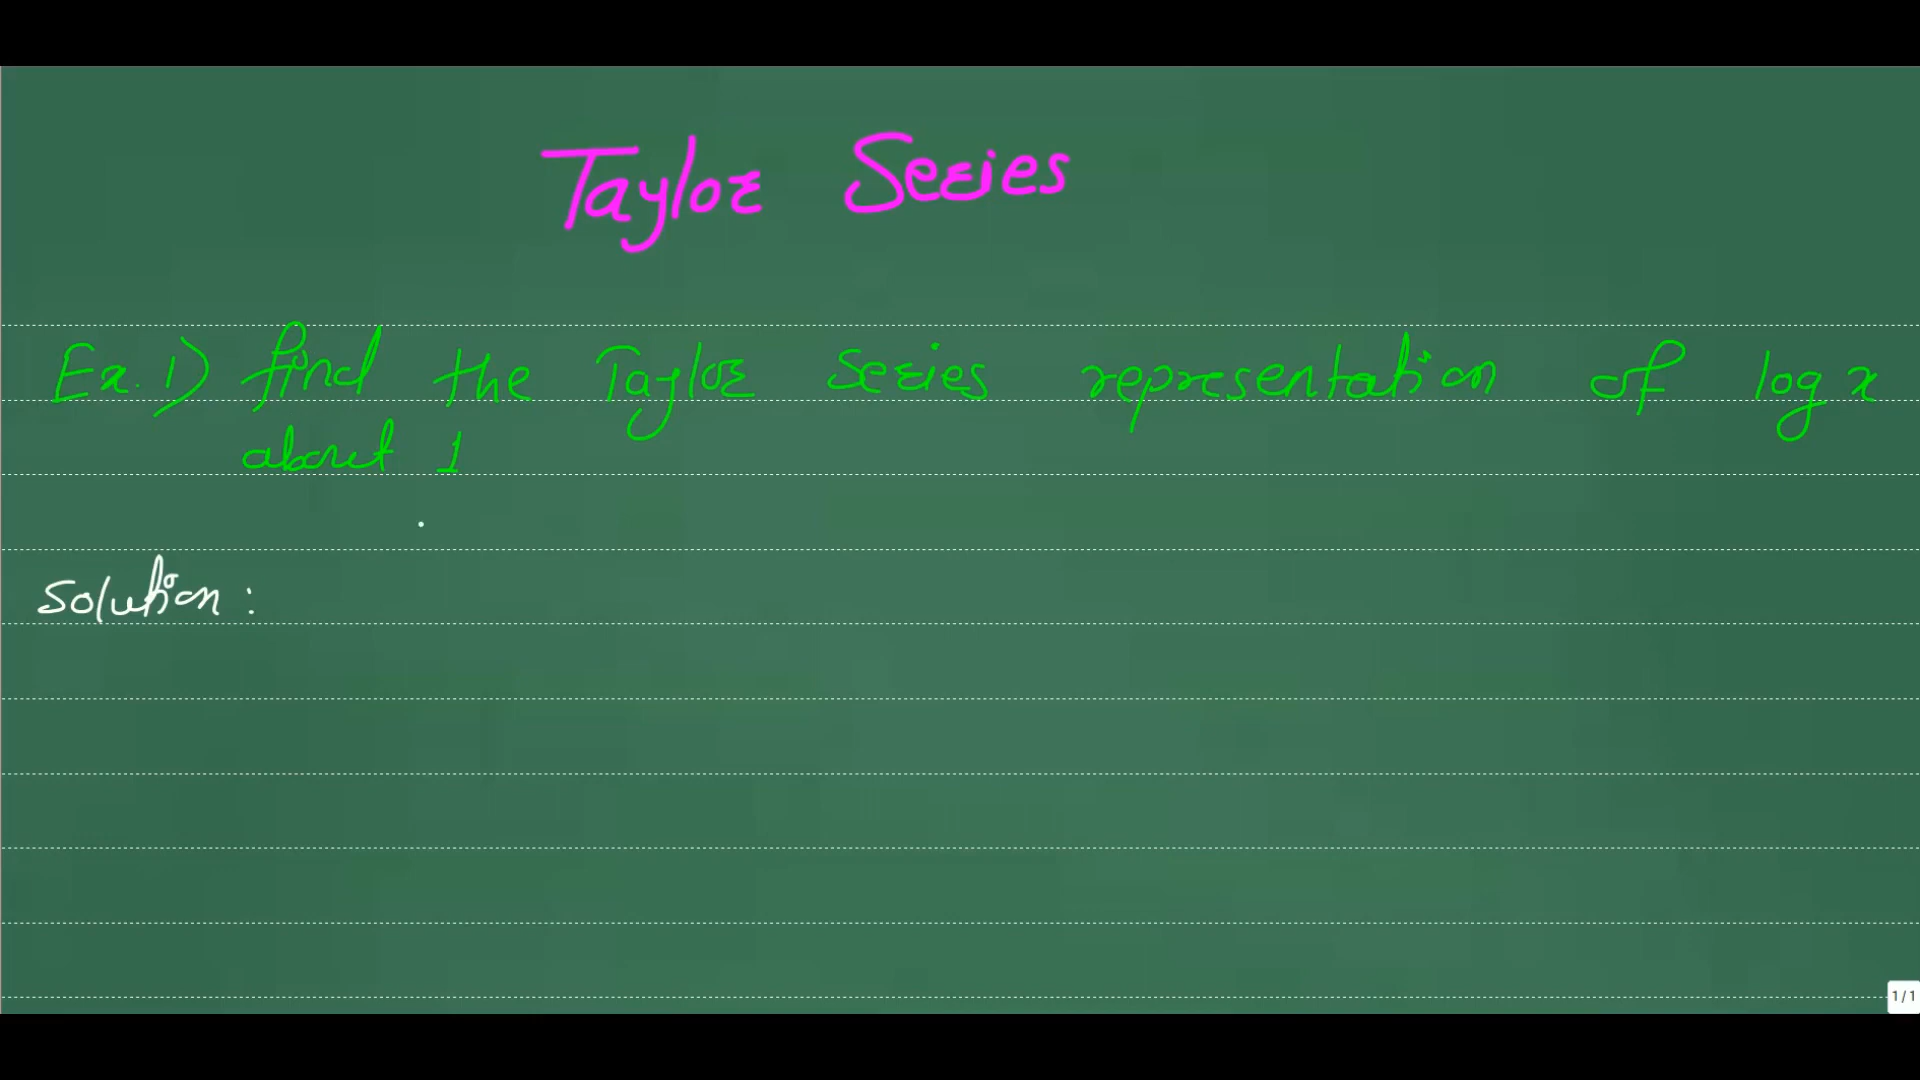 Taylor Series
Ex. 1) find the Taylor Series representation of log x
about 1
Solution :
1 / 1